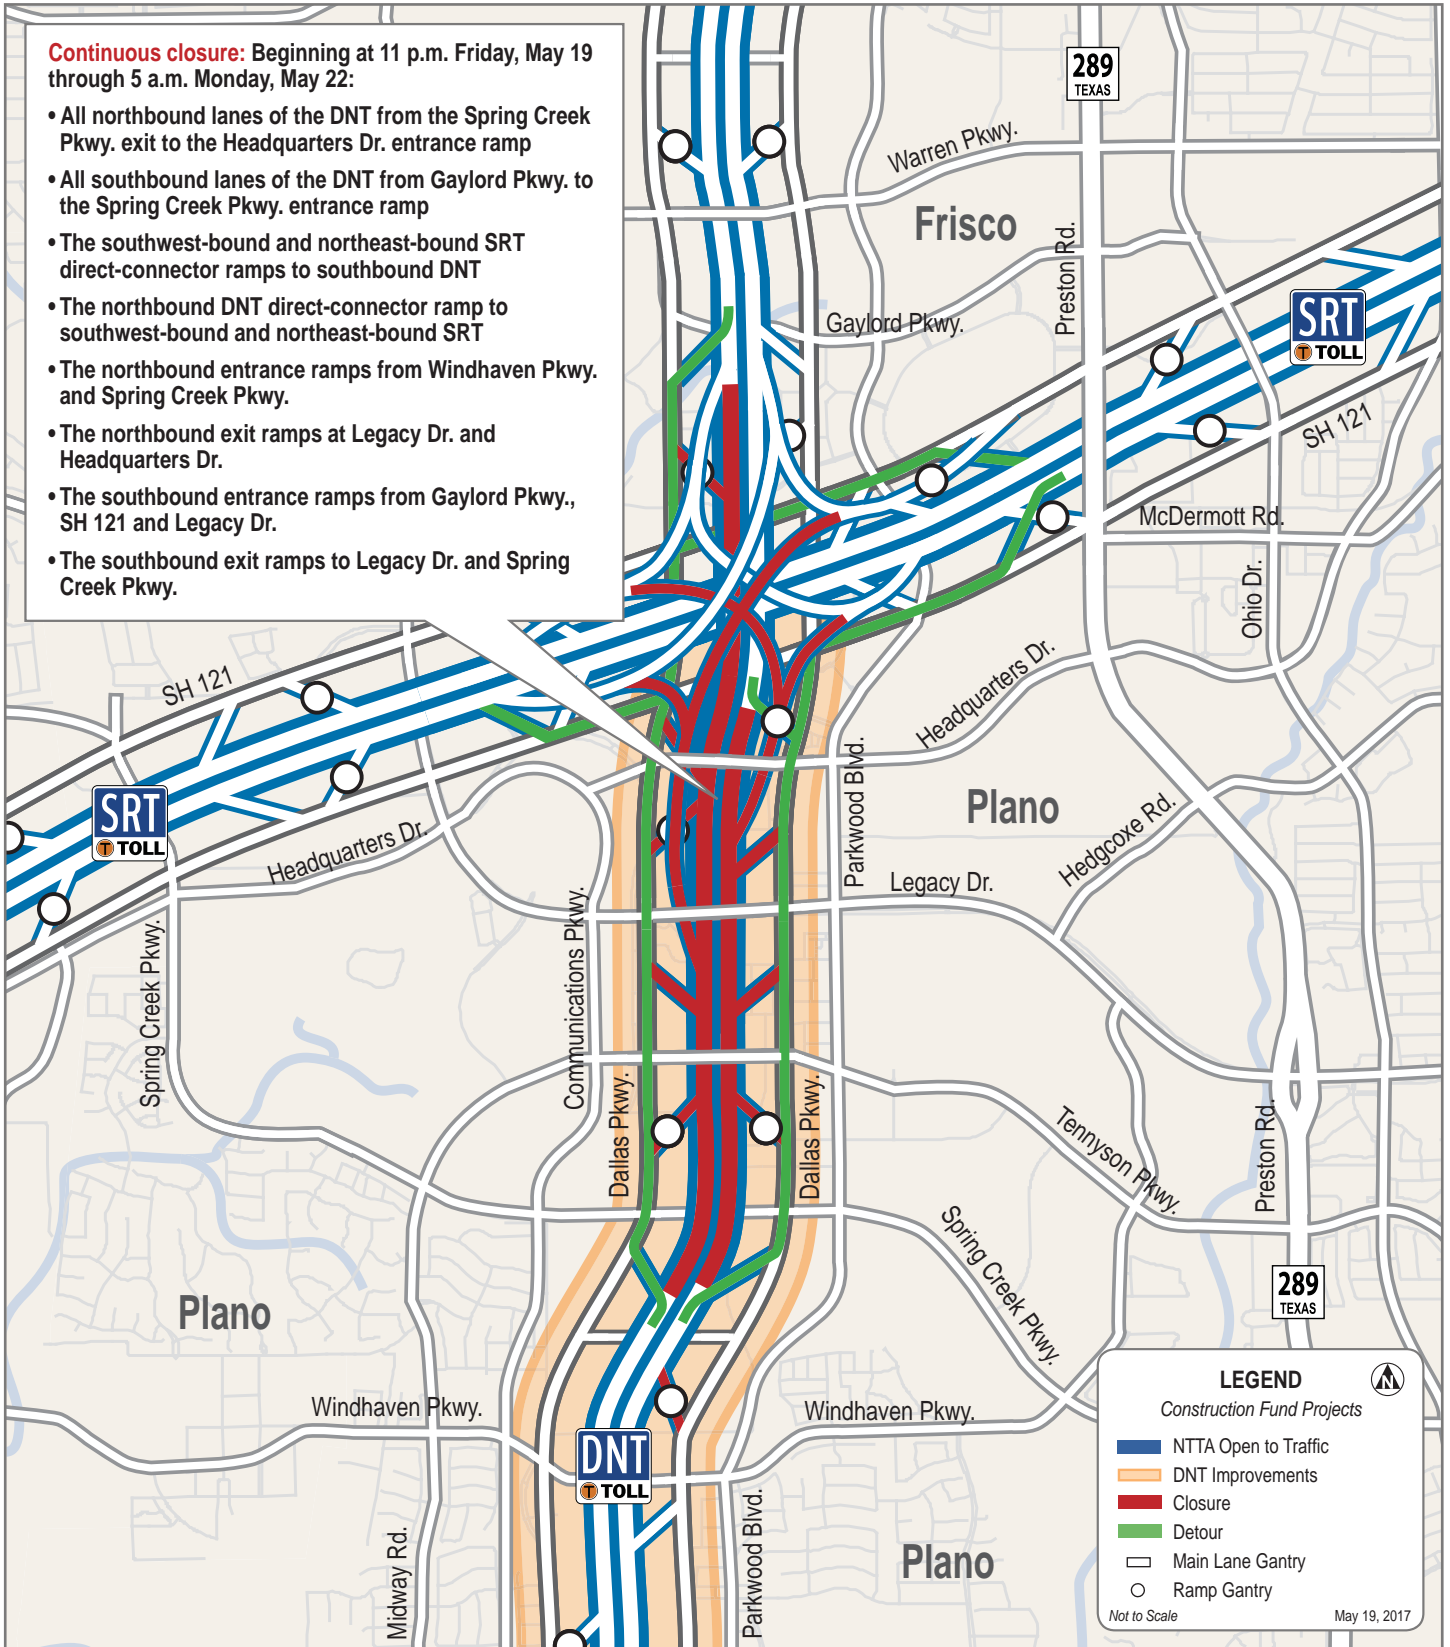 Continuous closure: Beginning at 11 p.m. Friday, May 19
through 5 a.m. Monday, May 22:
• All northbound lanes of the DNT from the Spring Creek
Pkwy. exit to the Headquarters Dr. entrance ramp
• All southbound lanes of the DNT from Gaylord Pkwy. to
the Spring Creek Pkwy. entrance ramp
• The southwest-bound and northeast-bound SRT
direct-connector ramps to southbound DNT
• The northbound DNT direct-connector ramp to
southwest-bound and northeast-bound SRT
• The northbound entrance ramps from Windhaven Pkwy.
and Spring Creek Pkwy.
• The northbound exit ramps at Legacy Dr. and
Headquarters Dr.
• The southbound entrance ramps from Gaylord Pkwy.,
SH 121 and Legacy Dr.
• The southbound exit ramps to Legacy Dr. and Spring
Creek Pkwy.
289
TEXAS
Warren Pkwy.
Frisco
Preston Rd.
Gaylord Pkwy.
SRT
T TOLL
SH 121
McDermott Rd.
Ohio Dr.
SH 121
Headquarters Dr.
Parkwood Blvd.
Plano
Hedgcoxe Rd.
SRT
T TOLL
Headquarters Dr.
Legacy Dr.
Spring Creek Pkwy.
Communications Pkwy.
Dallas Pkwy.
Dallas Pkwy.
Tennyson Pkwy.
Preston Rd.
Spring Creek Pkwy.
Plano
289
TEXAS
Windhaven Pkwy.
Windhaven Pkwy.
DNT
T TOLL
Midway Rd.
Parkwood Blvd.
Plano
LEGEND
N
Construction Fund Projects
NTTA Open to Traffic
DNT Improvements
Closure
Detour
Main Lane Gantry
Ramp Gantry
Not to Scale
May 19, 2017